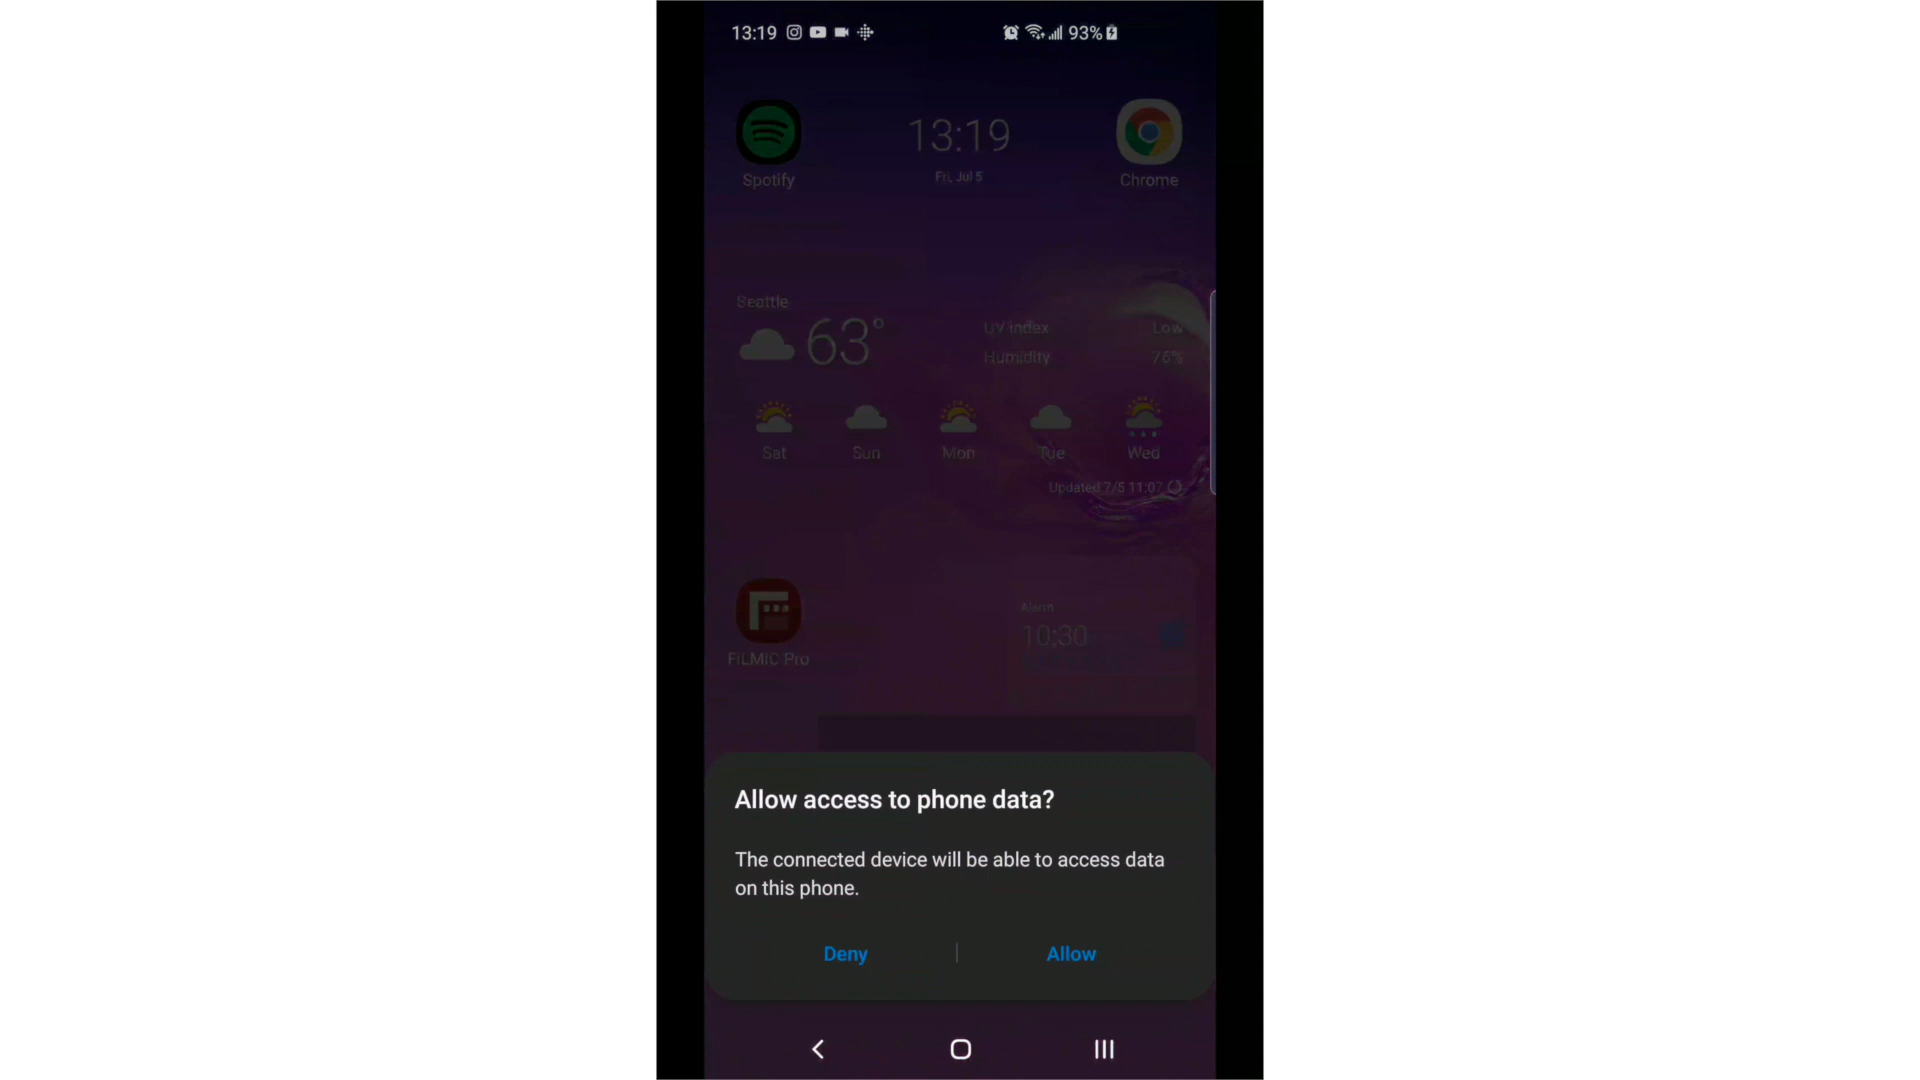 13:19 93%
Spotify
13:19
Fri, Jul 5
Chrome
Seattle
63°
UV index Low
Humidity 76%
Sat Sun Mon Tue Wed
Updated 7/5 11:07
FiLMiC Pro
Alarm
10:30
Allow access to phone data?
The connected device will be able to access data
on this phone.
Deny | Allow